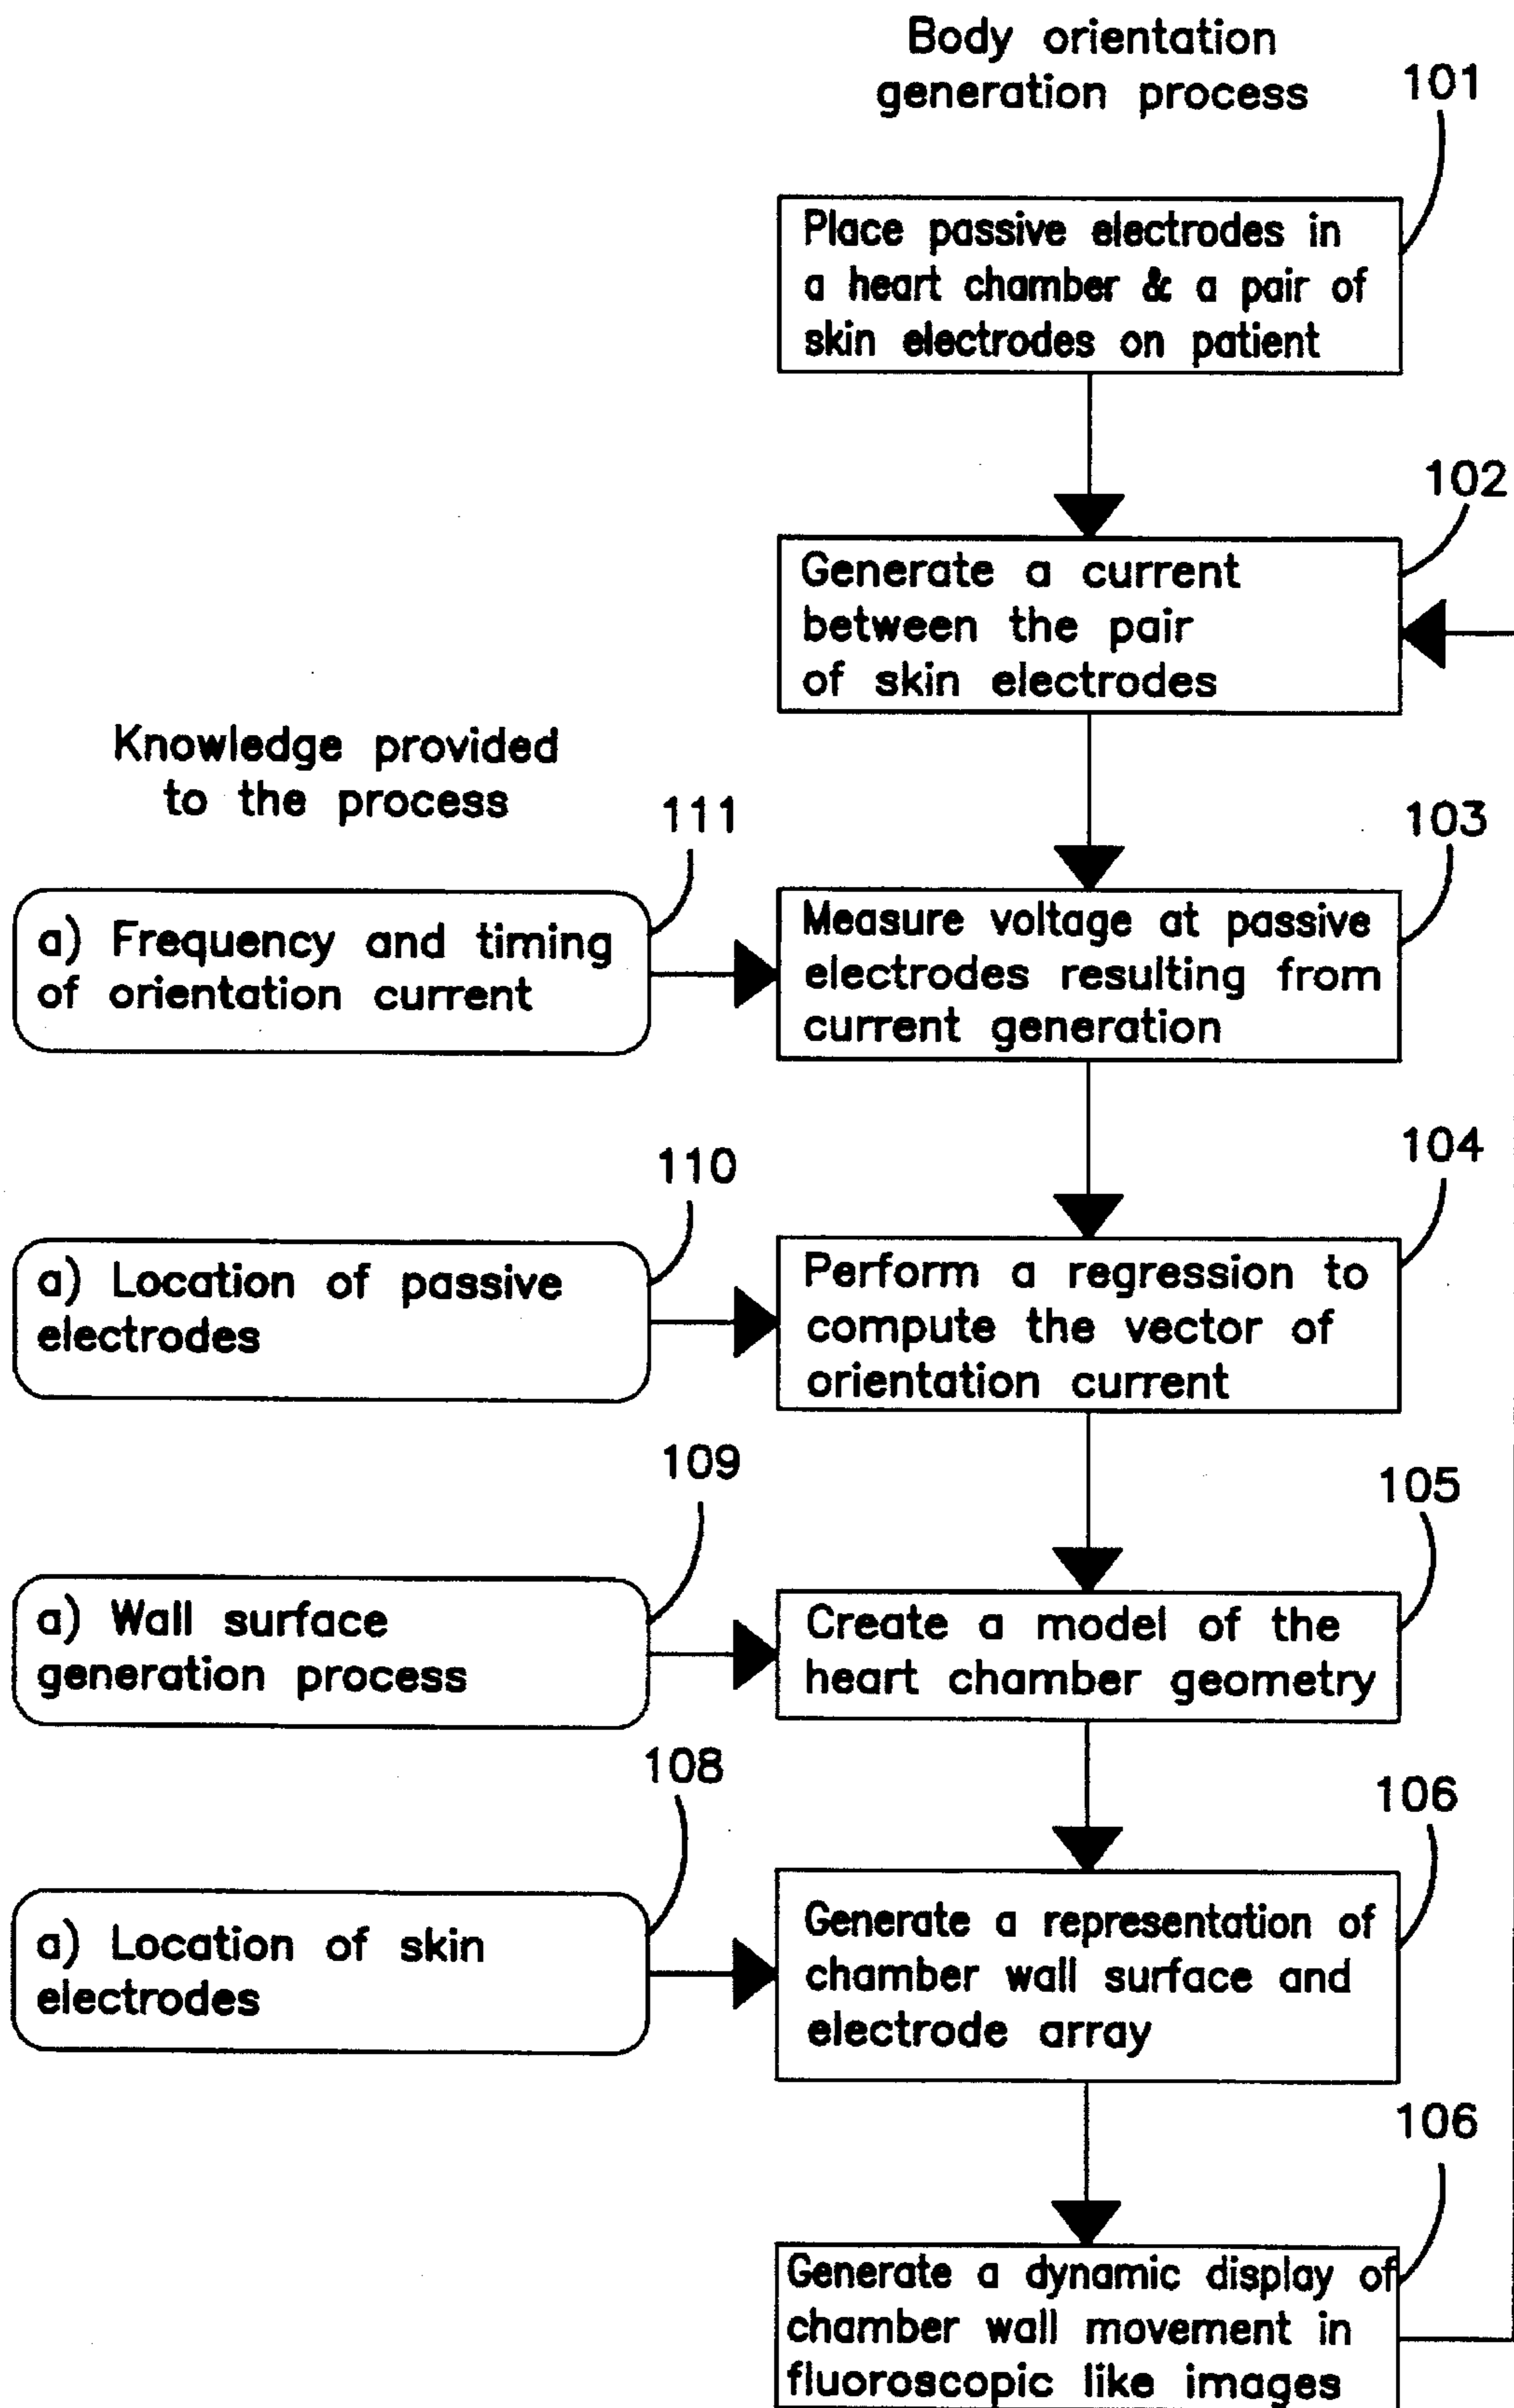 Body orientation
generation process
101
Place passive electrodes in
a heart chamber & a pair of
skin electrodes on patient
102
Generate a current
between the pair
of skin electrodes
Knowledge provided
to the process
111
103
a) Frequency and timing
of orientation current
Measure voltage at passive
electrodes resulting from
current generation
110
104
a) Location of passive
electrodes
Perform a regression to
compute the vector of
orientation current
109
105
a) Wall surface
generation process
Create a model of the
heart chamber geometry
108
106
a) Location of skin
electrodes
Generate a representation of
chamber wall surface and
electrode array
106
Generate a dynamic display of
chamber wall movement in
fluoroscopic like images